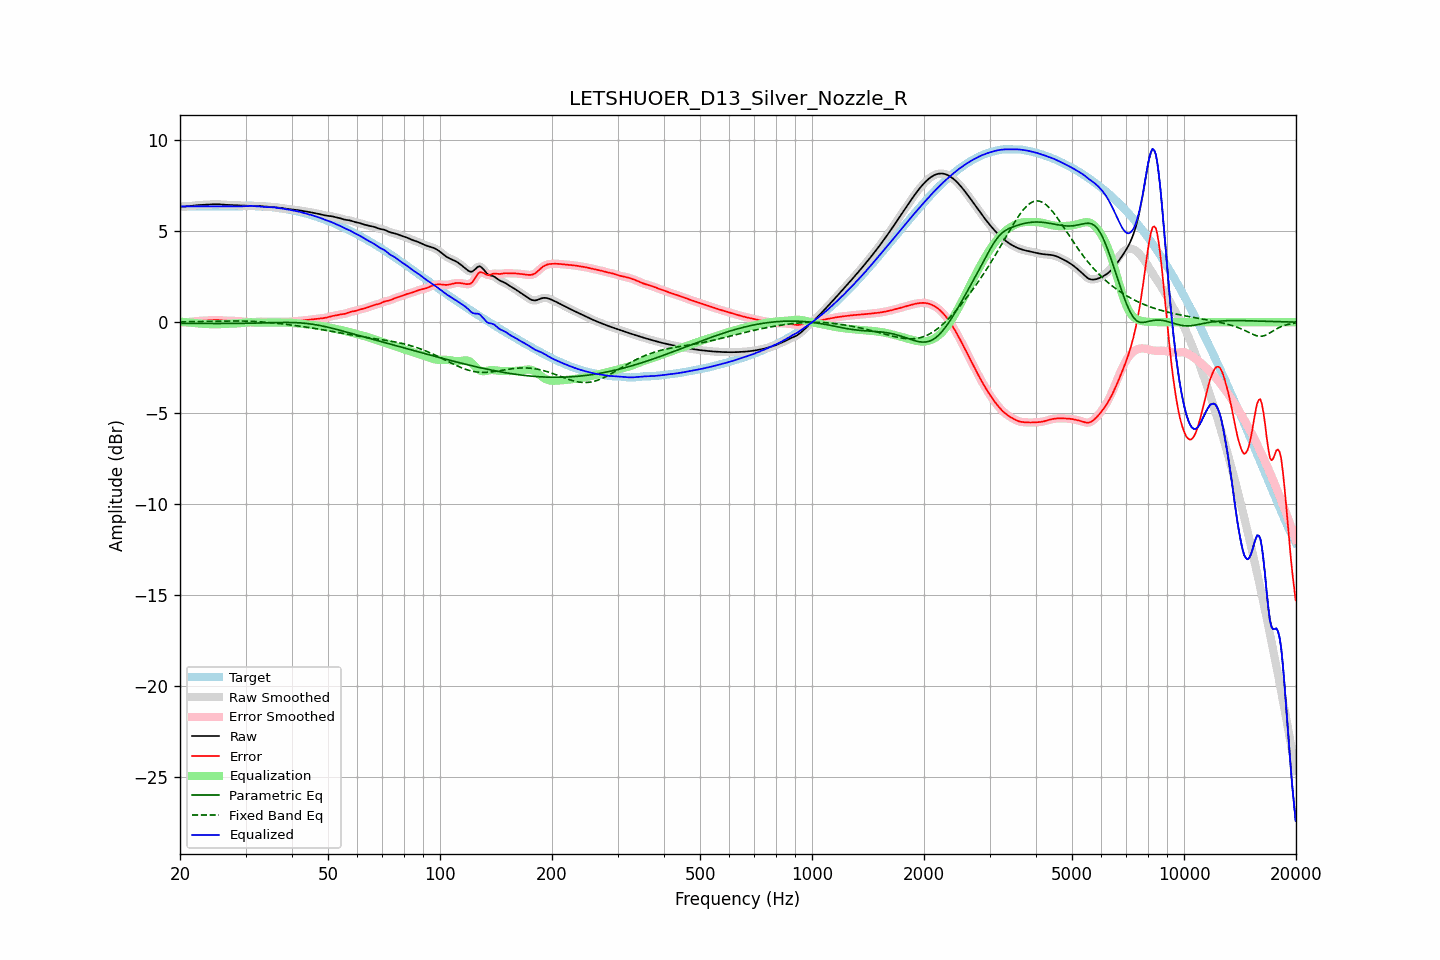 LETSHUOER_D13_Silver_Nozzle_R
10
5
0
−5
−10
−15
−20
−25
Amplitude (dBr)
Target
Raw Smoothed
Error Smoothed
Raw
Error
Equalization
Parametric Eq
Fixed Band Eq
Equalized
20 50 100 200 500 1000 2000 5000 10000 20000
Frequency (Hz)